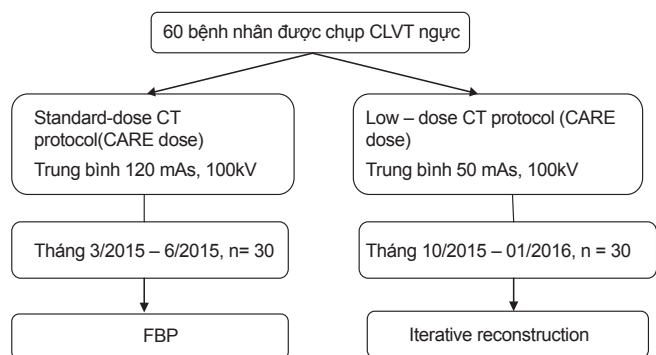 60 bệnh nhân được chụp CLVT ngực
Standard-dose CT
protocol(CARE dose)
Trung bình 120 mAs, 100kV
Low – dose CT protocol (CARE
dose)
Trung bình 50 mAs, 100kV
Tháng 3/2015 – 6/2015, n= 30
Tháng 10/2015 – 01/2016, n = 30
FBP
Iterative reconstruction